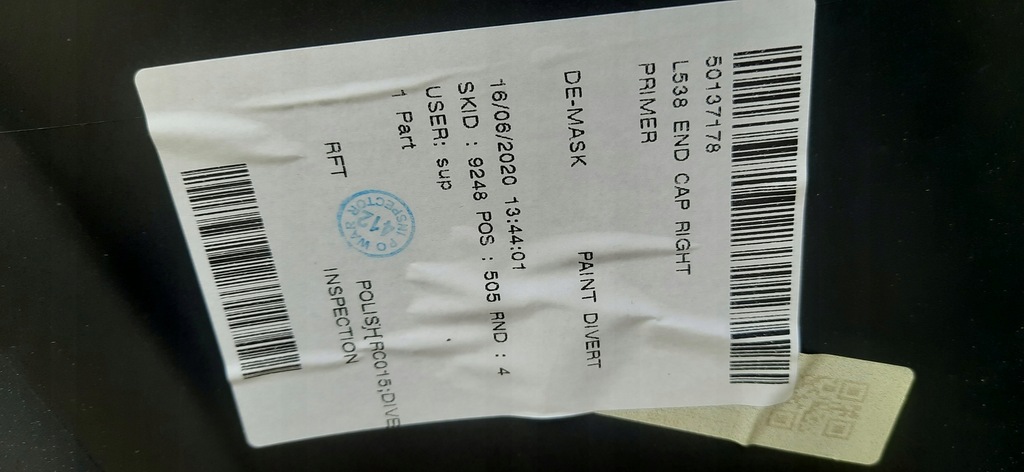 50137178
L538 END CAP RIGHT
PRIMER
DE-MASK PAINT DIVERT
16/06/2020 13:44:01
SKID : 9248 POS : 505 RND : 4
USER: sup
1 Part
POLISH;RC015;DIVE
RFT INSPECTION
INSPECTOR
412